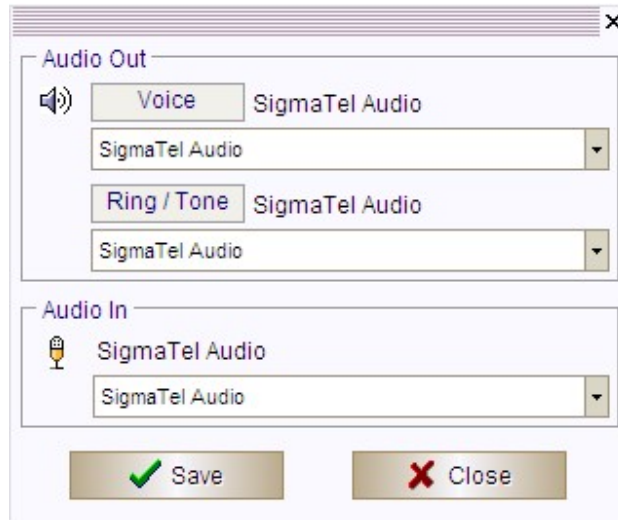 Audio Out
Voice SigmaTel Audio
SigmaTel Audio
Ring / Tone SigmaTel Audio
SigmaTel Audio
Audio In
SigmaTel Audio
SigmaTel Audio
Save Close